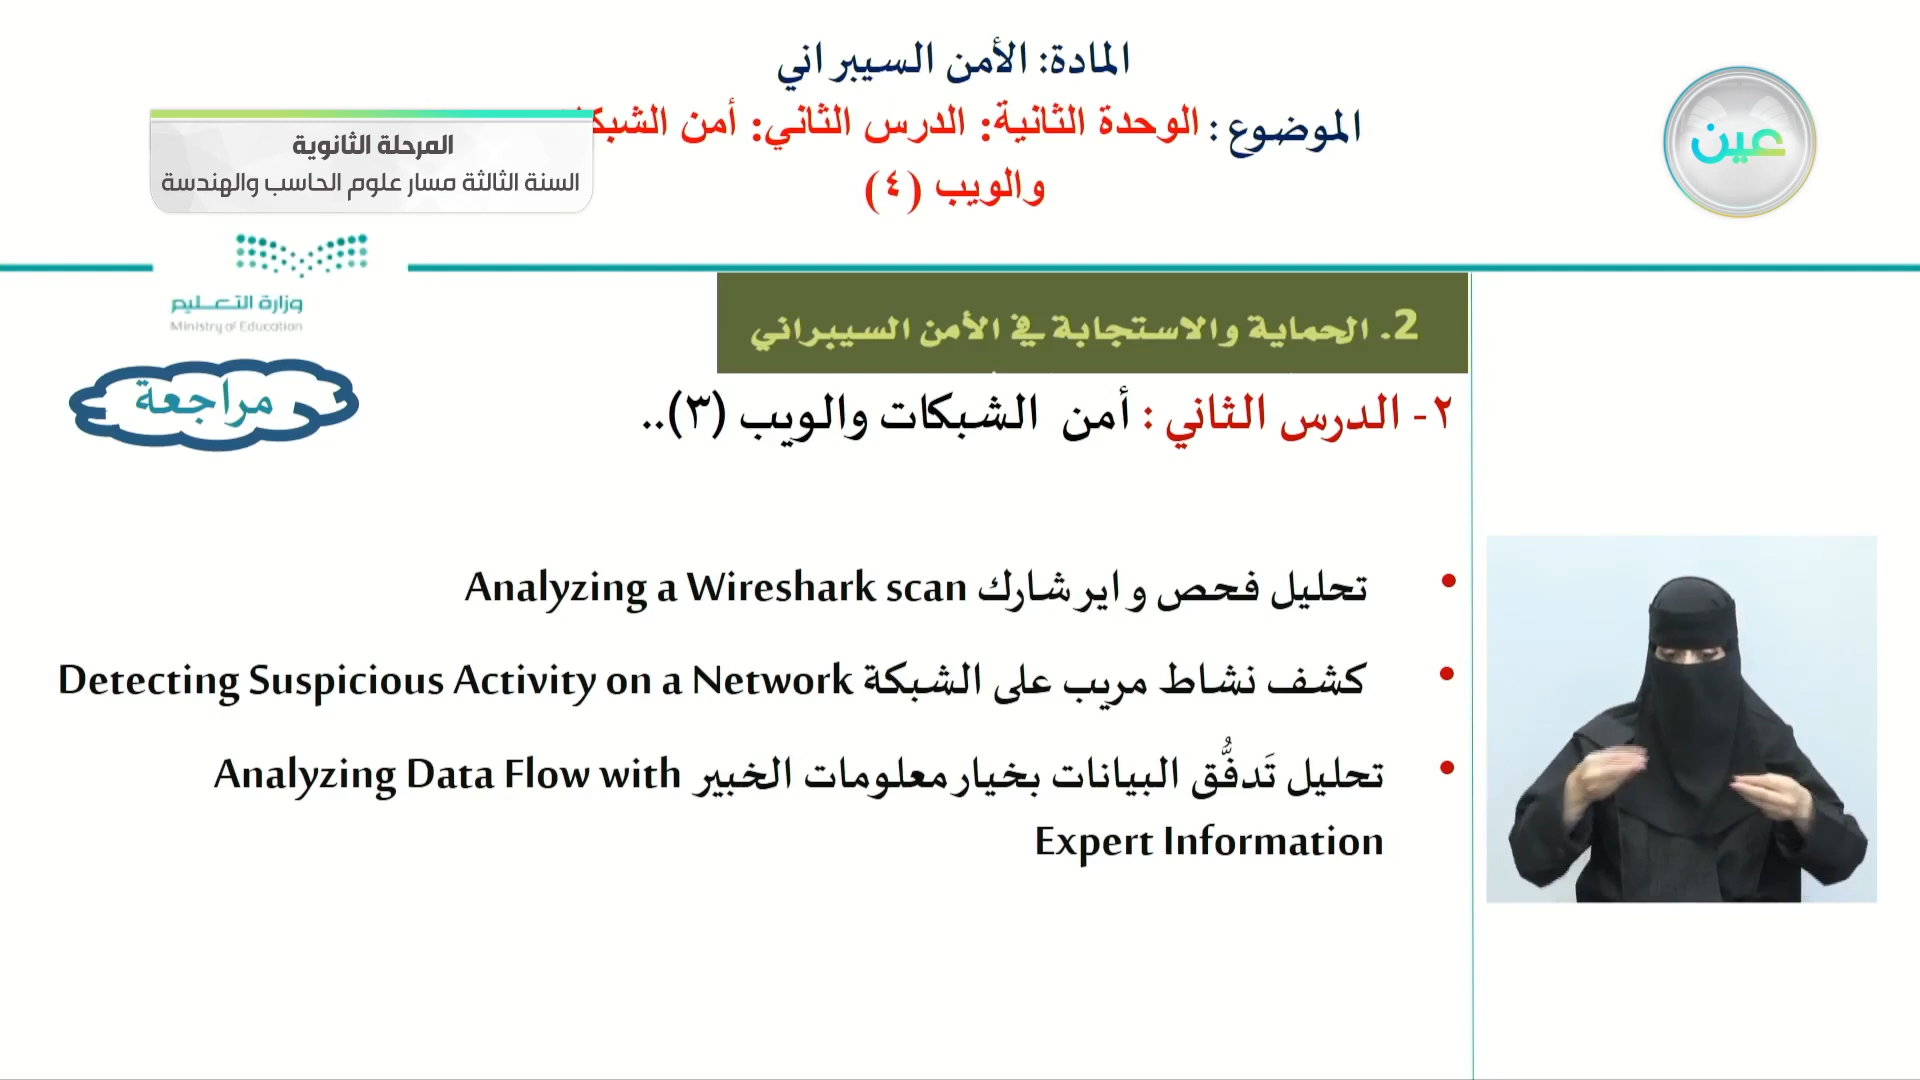 المادة: الأمن السيبراني
الموضوع : الوحدة الثانية: الدرس الثاني: أمن
والويب (٤)
المرحلة الثانوية
السنة الثالثة مسار علوم الحاسب والهندسة
عين
وزارة التعليم
Ministry of Education
2. الحماية والاستجابة في الأمن السيبراني
مراجعة
٢- الدرس الثاني : أمن الشبكات والويب (٣)..
• تحليل فحص واير شارك Analyzing a Wireshark scan
• كشف نشاط مريب على الشبكة Detecting Suspicious Activity on a Network
• تحليل تَدفُّق البيانات بخيار معلومات الخبير Analyzing Data Flow with
Expert Information